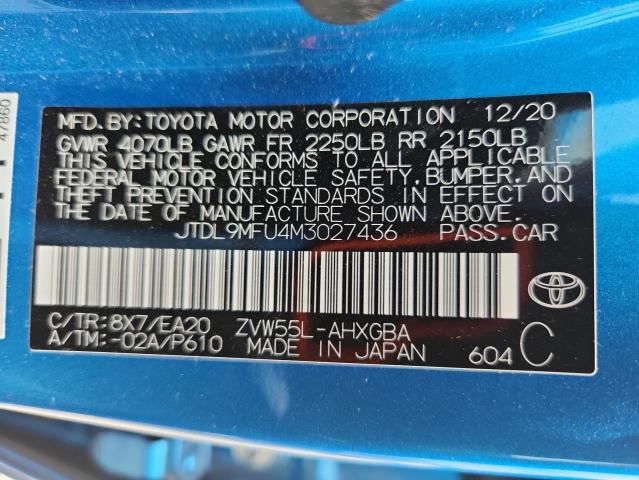 MFD.BY:TOYOTA MOTOR CORPORATION 12/20
GVWR 4070LB GAWR FR 2250LB RR 2150LB
THIS VEHICLE CONFORMS TO ALL APPLICABLE
FEDERAL MOTOR VEHICLE SAFETY,BUMPER,AND
THEFT PREVENTION STANDARDS IN EFFECT ON
THE DATE OF MANUFACTURE SHOWN ABOVE.
JTDL9MFU4M3027436 PASS.CAR
C/TR:8X7/EA20 ZVW55L-AHXGBA
A/TM:-02A/P610 MADE IN JAPAN 604 C
47860